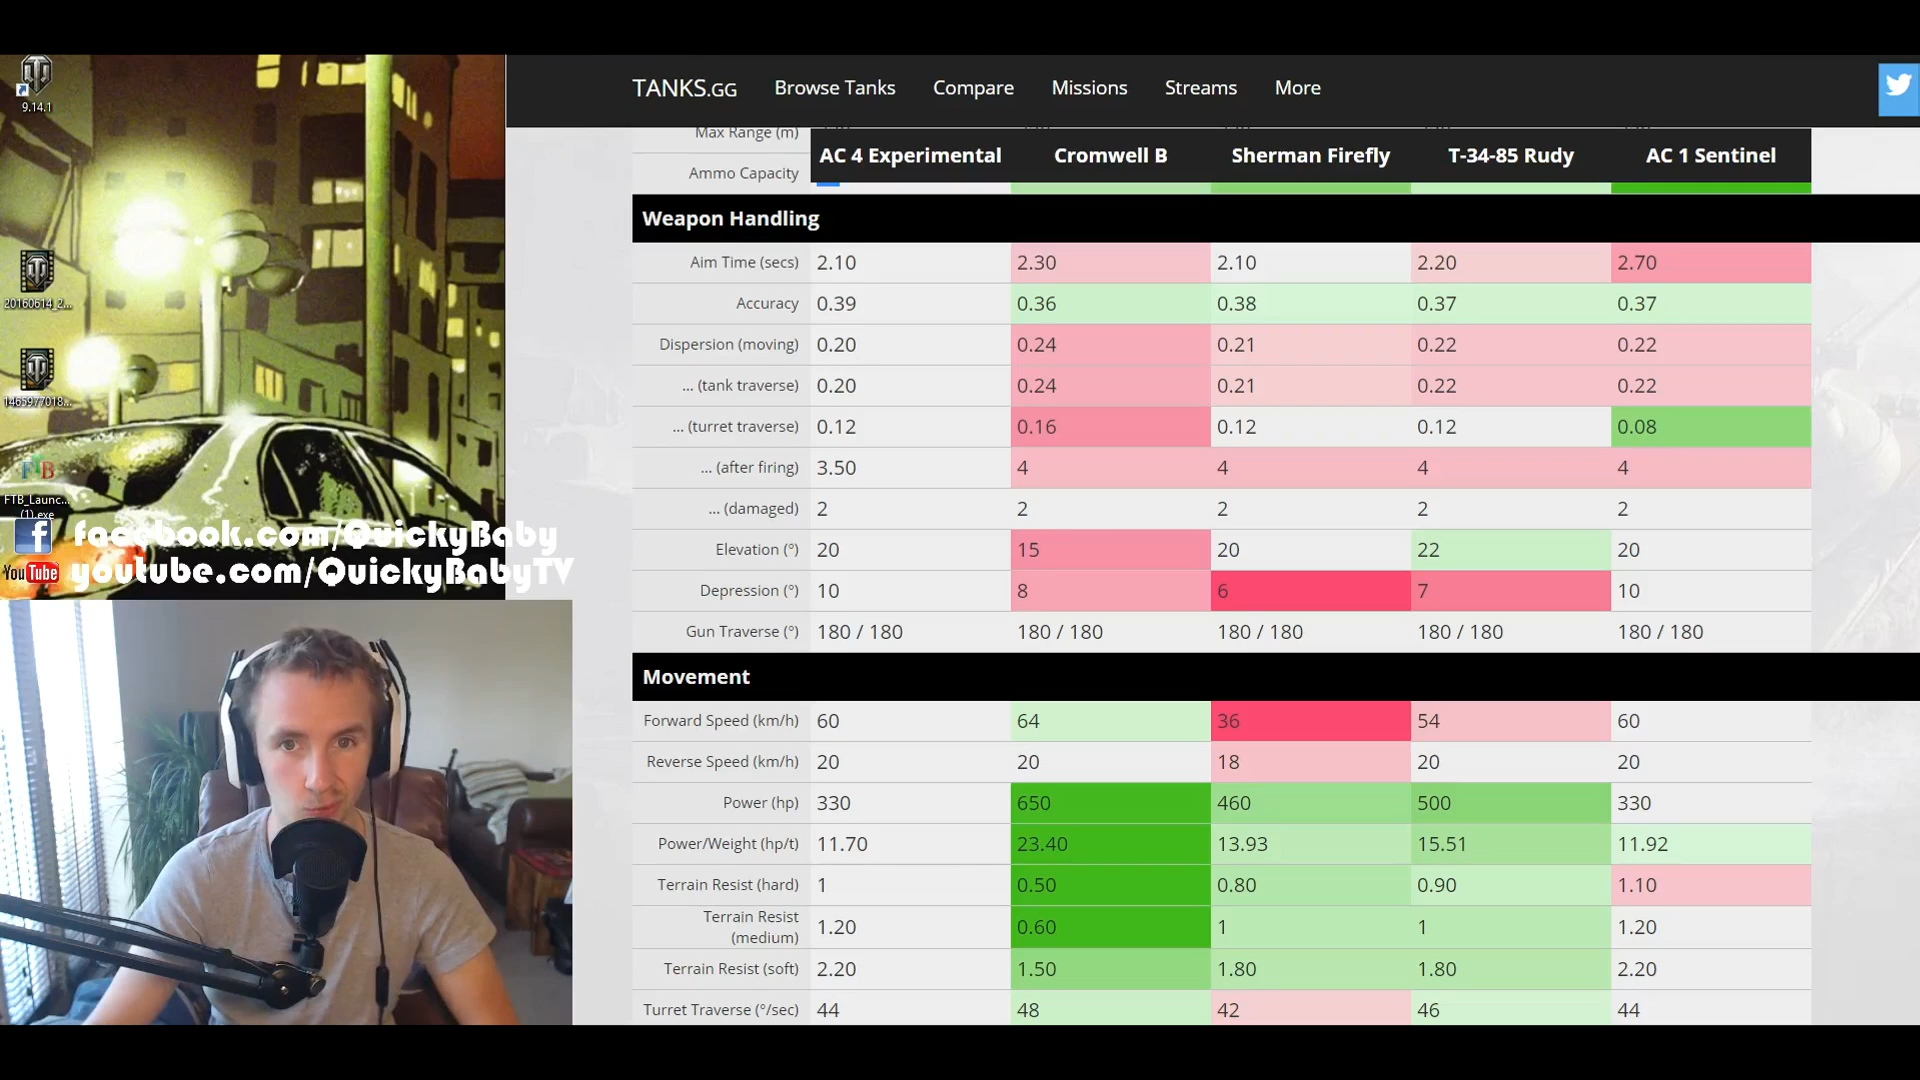 9.14.1
20160614_2...
1465977018...
FTB_Launc...
(1).exe
facebook.com/QuickyBaby
You Tube youtube.com/QuickyBabyTV
TANKS.GG Browse Tanks Compare Missions Streams More
Max Range (m)
AC 4 Experimental Cromwell B Sherman Firefly T-34-85 Rudy AC 1 Sentinel
Ammo Capacity
Weapon Handling
Aim Time (secs) 2.10 2.30 2.10 2.20 2.70
Accuracy 0.39 0.36 0.38 0.37 0.37
Dispersion (moving) 0.20 0.24 0.21 0.22 0.22
... (tank traverse) 0.20 0.24 0.21 0.22 0.22
... (turret traverse) 0.12 0.16 0.12 0.12 0.08
... (after firing) 3.50 4 4 4 4
... (damaged) 2 2 2 2 2
Elevation (°) 20 15 20 22 20
Depression (°) 10 8 6 7 10
Gun Traverse (°) 180 / 180 180 / 180 180 / 180 180 / 180 180 / 180
Movement
Forward Speed (km/h) 60 64 36 54 60
Reverse Speed (km/h) 20 20 18 20 20
Power (hp) 330 650 460 500 330
Power/Weight (hp/t) 11.70 23.40 13.93 15.51 11.92
Terrain Resist (hard) 1 0.50 0.80 0.90 1.10
Terrain Resist
(medium) 1.20 0.60 1 1 1.20
Terrain Resist (soft) 2.20 1.50 1.80 1.80 2.20
Turret Traverse (°/sec) 44 48 42 46 44